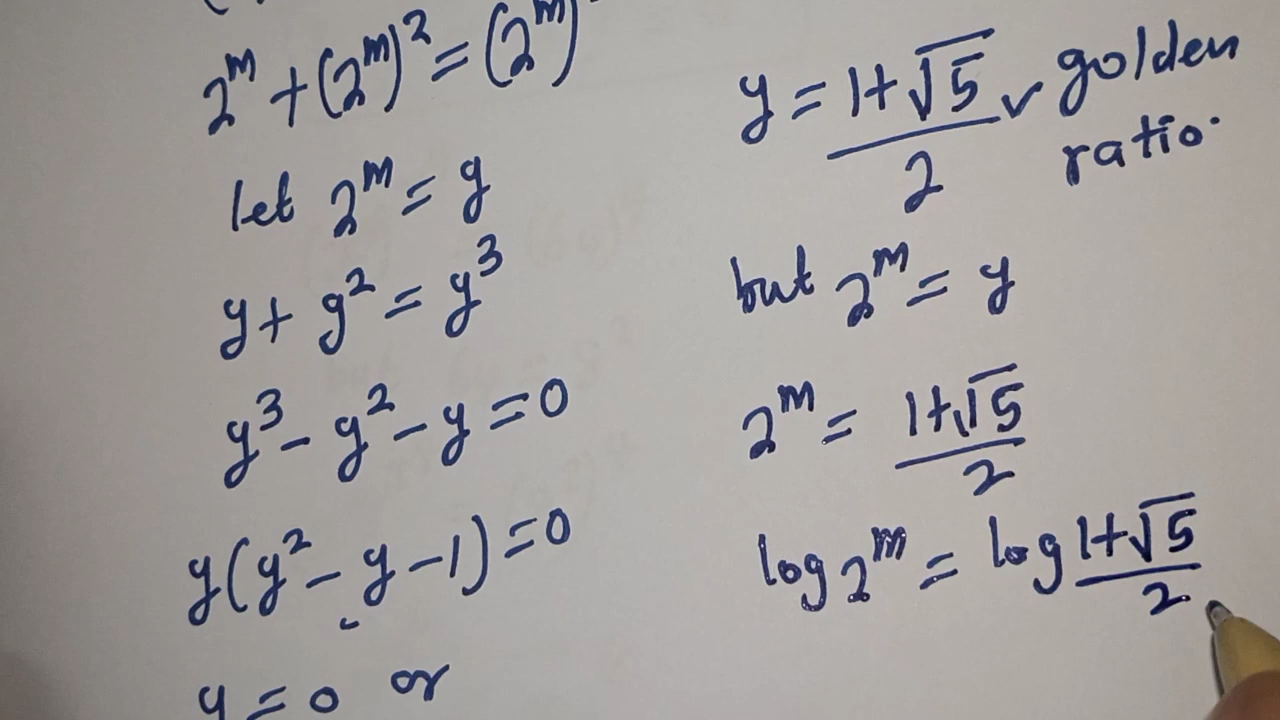 2^m + (2^m)^2 = (2^m)
let 2^m = y
y + y^2 = y^3
y^3 - y^2 - y = 0
y(y^2 - y - 1) = 0
y = 0 or
y = (1+√5)/2 ✓ golden ratio.
but 2^m = y
2^m = (1+√5)/2
log 2^m = log (1+√5)/2